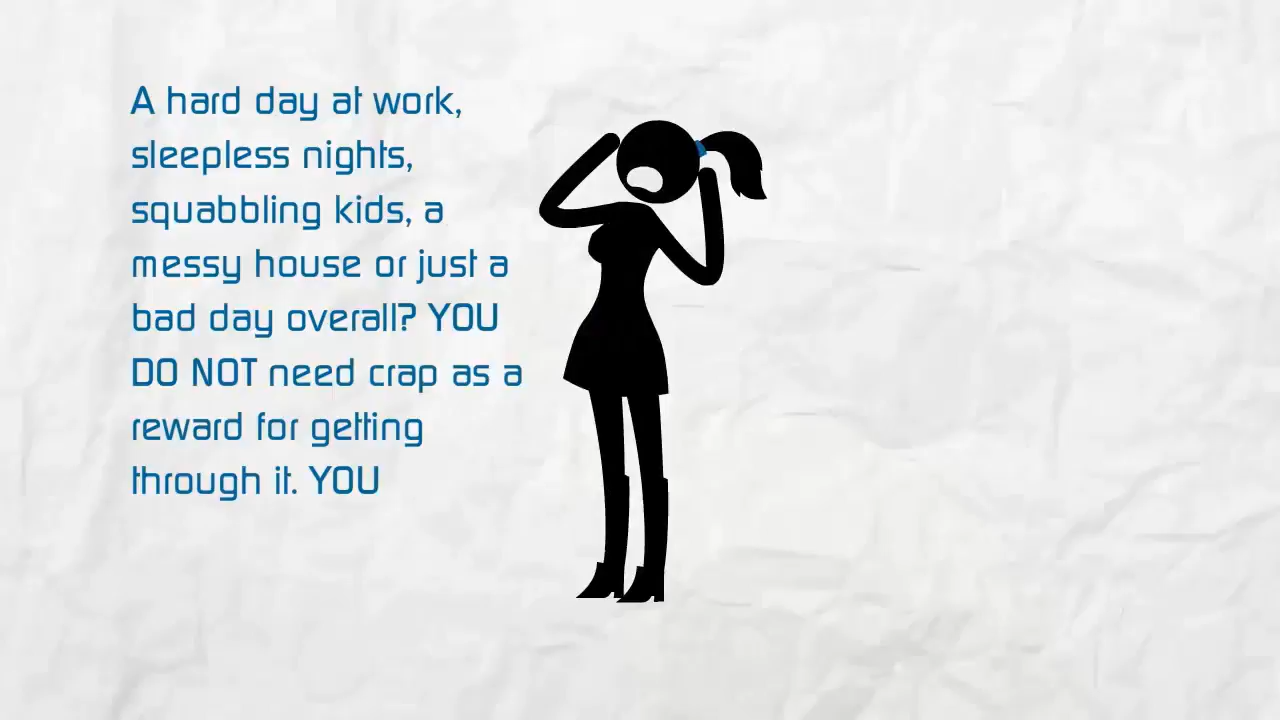 A hard day at work,
sleepless nights,
squabbling kids, a
messy house or just a
bad day overall? YOU
DO NOT need crap as a
reward for getting
through it. YOU